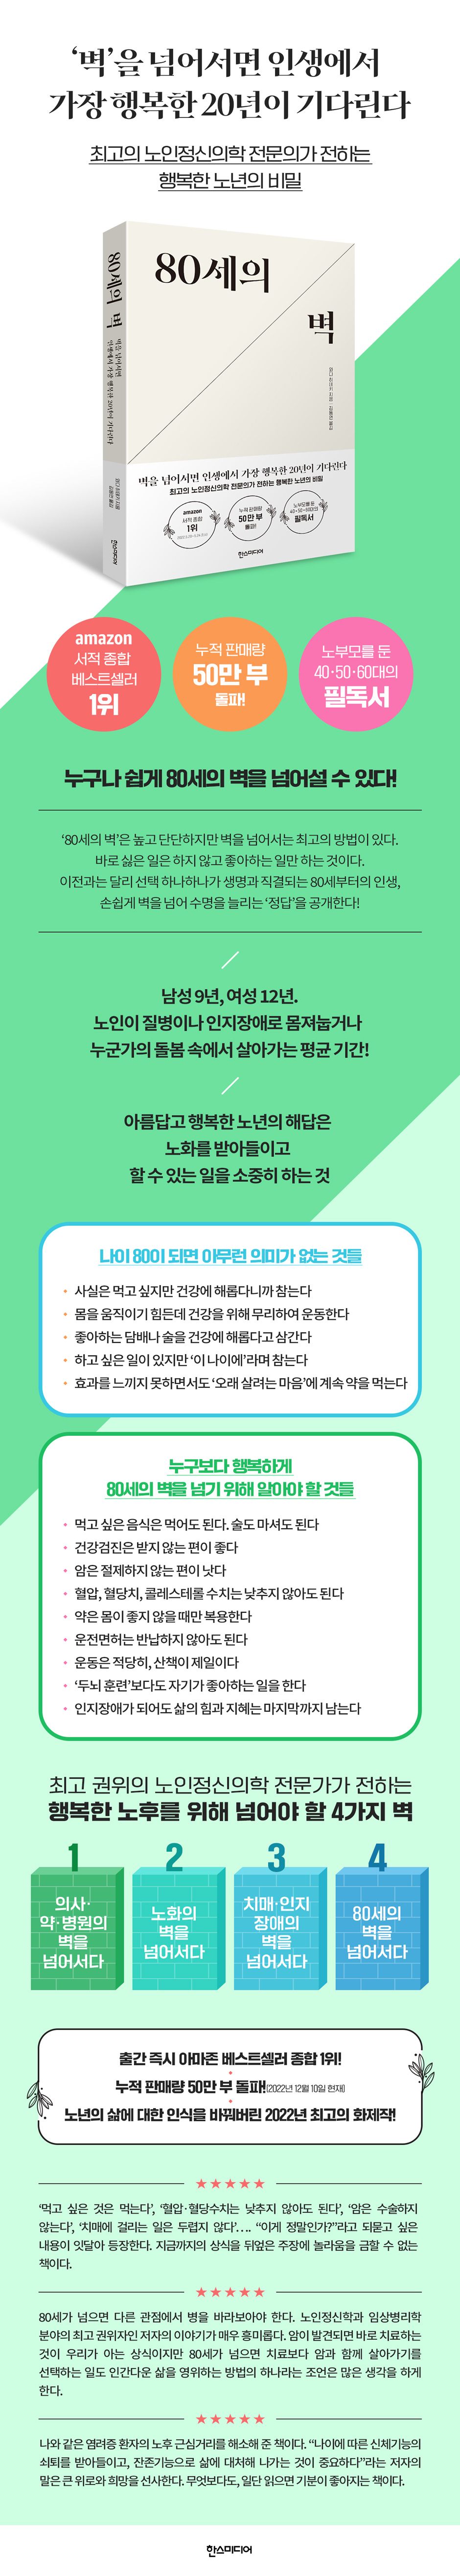 ‘벽’을 넘어서면 인생에서
가장 행복한 20년이 기다린다
최고의 노인정신의학 전문의가 전하는
행복한 노년의 비밀
80세의 벽
벽을 넘어서면
인생에서 가장 행복한 20년이 기다린다
한스미디어
80세의
벽
벽을 넘어서면 인생에서 가장 행복한 20년이 기다린다
최고의 노인정신의학 전문의가 전하는 행복한 노년의 비밀
amazon
서적 종합
1위
누적 판매량
50만 부
돌파!
노부모를 둔
40·50·60대의
필독서
한스미디어
amazon
서적 종합
베스트셀러
1위
누적 판매량
50만 부
돌파!
노부모를 둔
40·50·60대의
필독서
누구나 쉽게 80세의 벽을 넘어설 수 있다!
‘80세의 벽’은 높고 단단하지만 벽을 넘어서는 최고의 방법이 있다.
바로 싫은 일은 하지 않고 좋아하는 일만 하는 것이다.
이전과는 달리 선택 하나하나가 생명과 직결되는 80세부터의 인생,
손쉽게 벽을 넘어 수명을 늘리는 ‘정답’을 공개한다!
남성 9년, 여성 12년.
노인이 질병이나 인지장애로 몸져눕거나
누군가의 돌봄 속에서 살아가는 평균 기간!
아름답고 행복한 노년의 해답은
노화를 받아들이고
할 수 있는 일을 소중히 하는 것
나이 80이 되면 아무런 의미가 없는 것들
• 사실은 먹고 싶지만 건강에 해롭다니까 참는다
• 몸을 움직이기 힘든데 건강을 위해 무리하여 운동한다
• 좋아하는 담배나 술을 건강에 해롭다고 삼간다
• 하고 싶은 일이 있지만 ‘이 나이에’라며 참는다
• 효과를 느끼지 못하면서도 ‘오래 살려는 마음’에 계속 약을 먹는다
누구보다 행복하게
80세의 벽을 넘기 위해 알아야 할 것들
• 먹고 싶은 음식은 먹어도 된다. 술도 마셔도 된다
• 건강검진은 받지 않는 편이 좋다
• 암은 절제하지 않는 편이 낫다
• 혈압, 혈당치, 콜레스테롤 수치는 낮추지 않아도 된다
• 약은 몸이 좋지 않을 때만 복용한다
• 운전면허는 반납하지 않아도 된다
• 운동은 적당히, 산책이 제일이다
• ‘두뇌 훈련’보다도 자기가 좋아하는 일을 한다
• 인지장애가 되어도 삶의 힘과 지혜는 마지막까지 남는다
최고 권위의 노인정신의학 전문가가 전하는
행복한 노후를 위해 넘어야 할 4가지 벽
1
의사·
약·병원의
벽을
넘어서다
2
노화의
벽을
넘어서다
3
치매·인지
장애의
벽을
넘어서다
4
80세의
벽을
넘어서다
출간 즉시 아마존 베스트셀러 종합 1위!
누적 판매량 50만 부 돌파!(2022년 12월 10일 현재)
노년의 삶에 대한 인식을 바꿔버린 2022년 최고의 화제작!
‘먹고 싶은 것은 먹는다’, ‘혈압·혈당수치는 낮추지 않아도 된다’, ‘암은 수술하지
않는다’, ‘치매에 걸리는 일은 두렵지 않다’…. “이게 정말인가?”라고 되묻고 싶은
내용이 잇달아 등장한다. 지금까지의 상식을 뒤엎은 주장에 놀라움을 금할 수 없는
책이다.
80세가 넘으면 다른 관점에서 병을 바라보아야 한다. 노인정신학과 임상병리학
분야의 최고 권위자인 저자의 이야기가 매우 흥미롭다. 암이 발견되면 바로 치료하는
것이 우리가 아는 상식이지만 80세가 넘으면 치료보다 암과 함께 살아가기를
선택하는 일도 인간다운 삶을 영위하는 방법의 하나라는 조언은 많은 생각을 하게
한다.
나와 같은 염려증 환자의 노후 근심거리를 해소해 준 책이다. “나이에 따른 신체기능의
쇠퇴를 받아들이고, 잔존기능으로 삶에 대처해 나가는 것이 중요하다”라는 저자의
말은 큰 위로와 희망을 선사한다. 무엇보다도, 일단 읽으면 기분이 좋아지는 책이다.
한스미디어